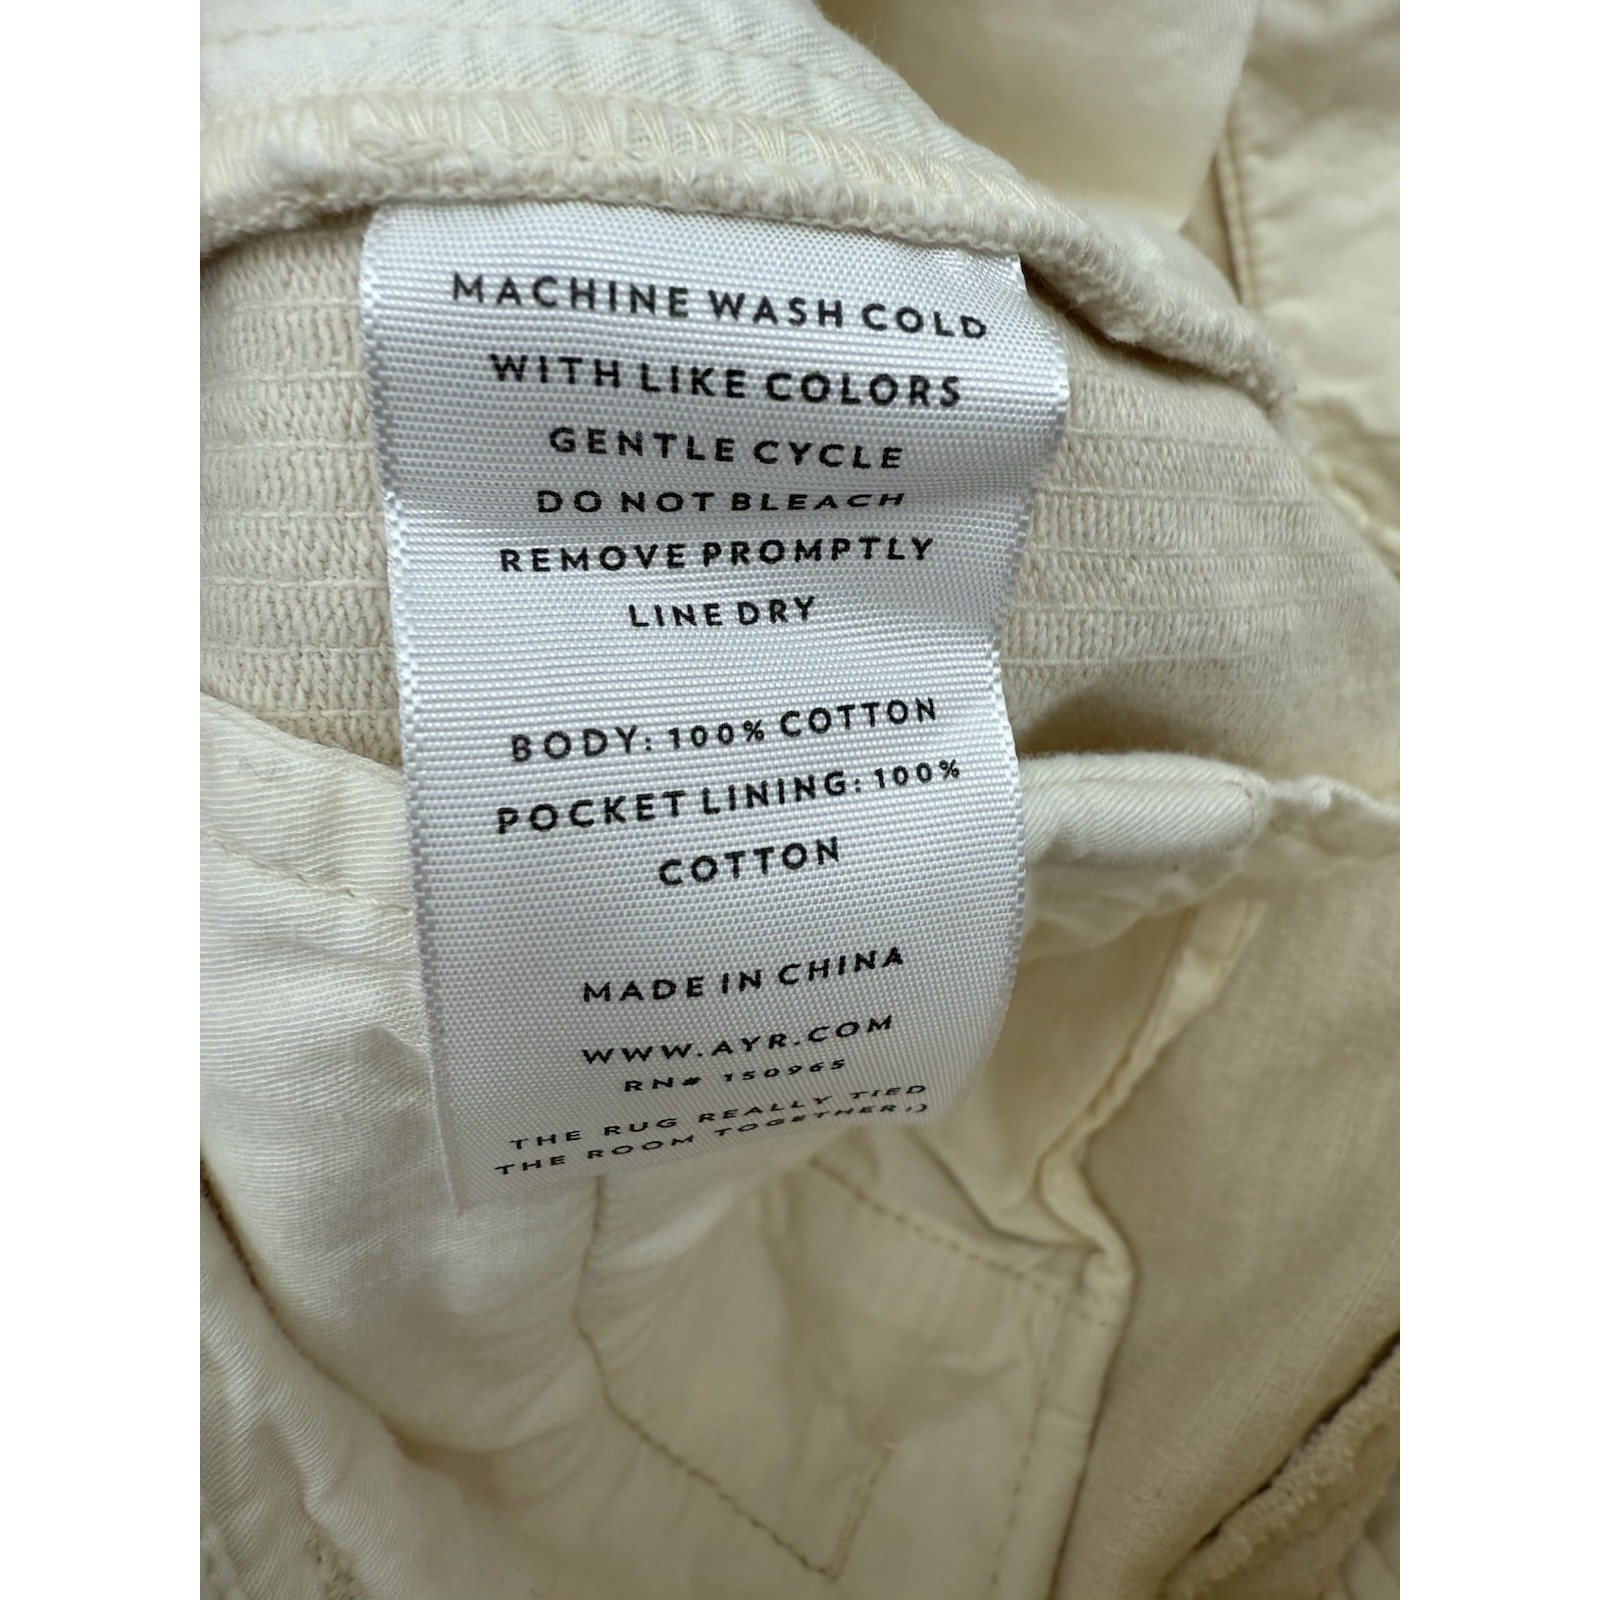 MACHINE WASH COLD
WITH LIKE COLORS
GENTLE CYCLE
DO NOT BLEACH
REMOVE PROMPTLY
LINE DRY
BODY: 100% COTTON
POCKET LINING: 100%
COTTON
MADE IN CHINA
WWW.AYR.COM
RN# 150965
THE RUG REALLY TIED
THE ROOM TOGETHER ;)